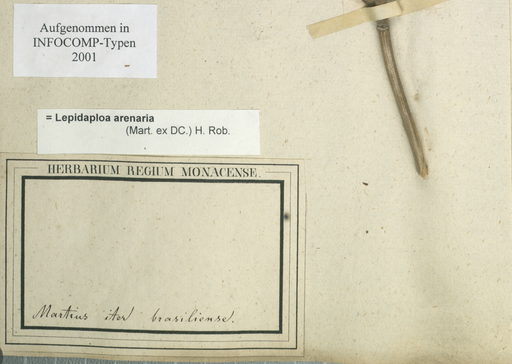 Aufgenommen in
INFOCOMP-Typen
2001
= Lepidaploa arenaria
(Mart. ex DC.) H. Rob.
HERBARIUM REGIUM MONACENSE.
Martius iter brasiliense.